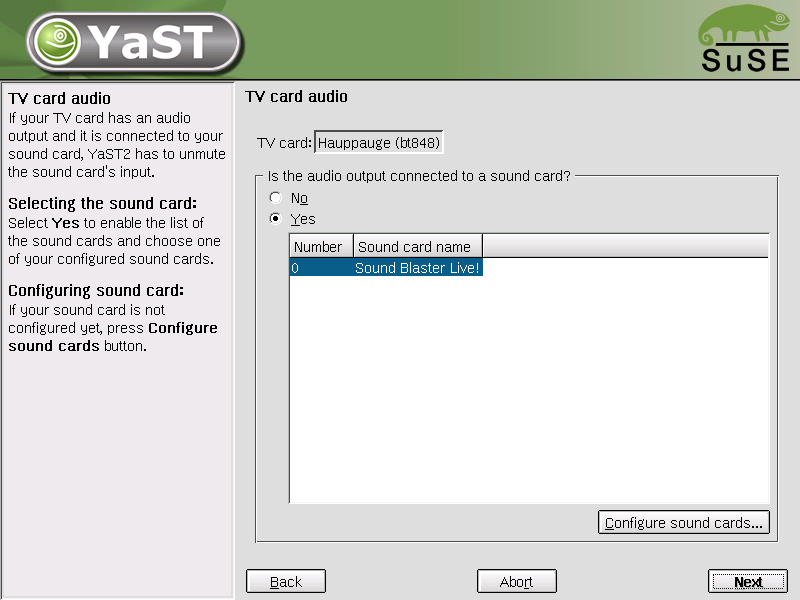 YaST
SuSE
TV card audio
If your TV card has an audio
output and it is connected to your
sound card, YaST2 has to unmute
the sound card's input.
Selecting the sound card:
Select Yes to enable the list of
the sound cards and choose one
of your configured sound cards.
Configuring sound card:
If your sound card is not
configured yet, press Configure
sound cards button.
TV card audio
TV card: Hauppauge (bt848)
Is the audio output connected to a sound card?
No
Yes
Number Sound card name
0 Sound Blaster Live!
Configure sound cards...
Back Abort Next